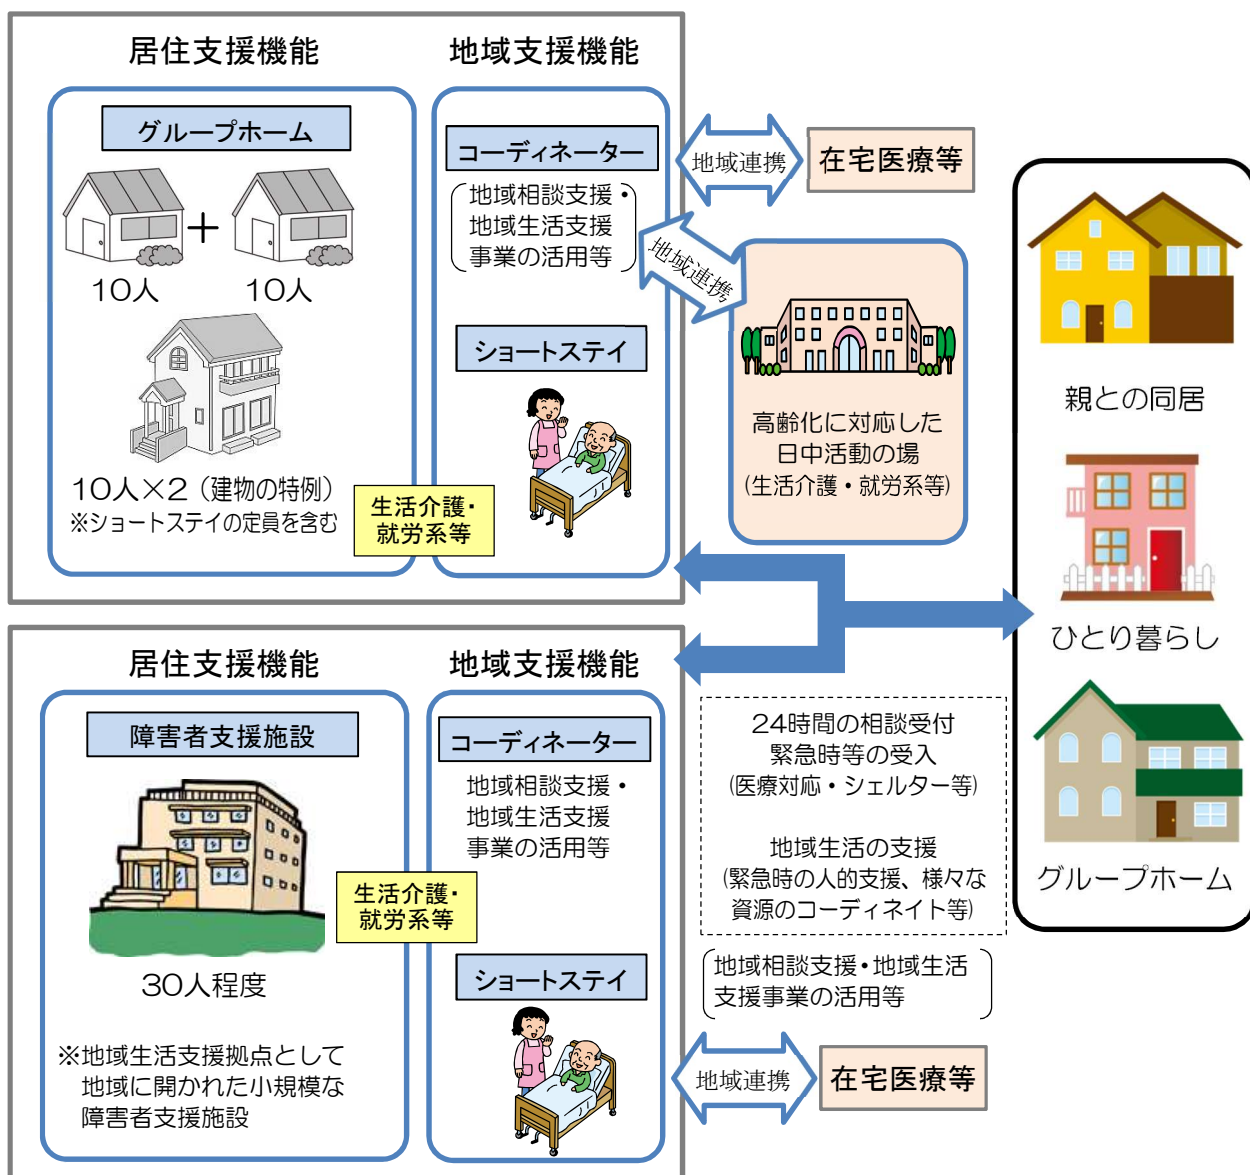 居住支援機能
地域支援機能
グループホーム
10人
＋
10人
10人×2（建物の特例）
※ショートステイの定員を含む
生活介護・
就労系等
コーディネーター
地域相談支援・
地域生活支援
事業の活用等
ショートステイ
地域連携
在宅医療等
地域連携
高齢化に対応した
日中活動の場
(生活介護・就労系等)
親との同居
ひとり暮らし
グループホーム
居住支援機能
地域支援機能
障害者支援施設
30人程度
※地域生活支援拠点として
地域に開かれた小規模な
障害者支援施設
生活介護・
就労系等
コーディネーター
地域相談支援・
地域生活支援
事業の活用等
ショートステイ
24時間の相談受付
緊急時等の受入
(医療対応・シェルター等)
地域生活の支援
(緊急時の人的支援、様々な
資源のコーディネイト等)
地域相談支援・地域生活
支援事業の活用等
地域連携
在宅医療等